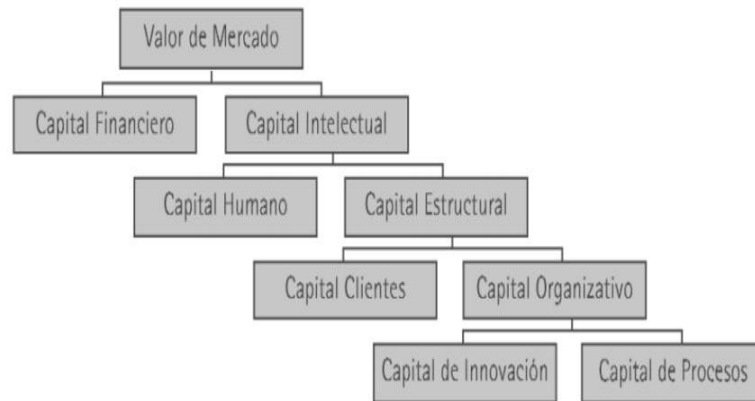 Valor de Mercado
Capital Financiero
Capital Intelectual
Capital Humano
Capital Estructural
Capital Clientes
Capital Organizativo
Capital de Innovación
Capital de Procesos